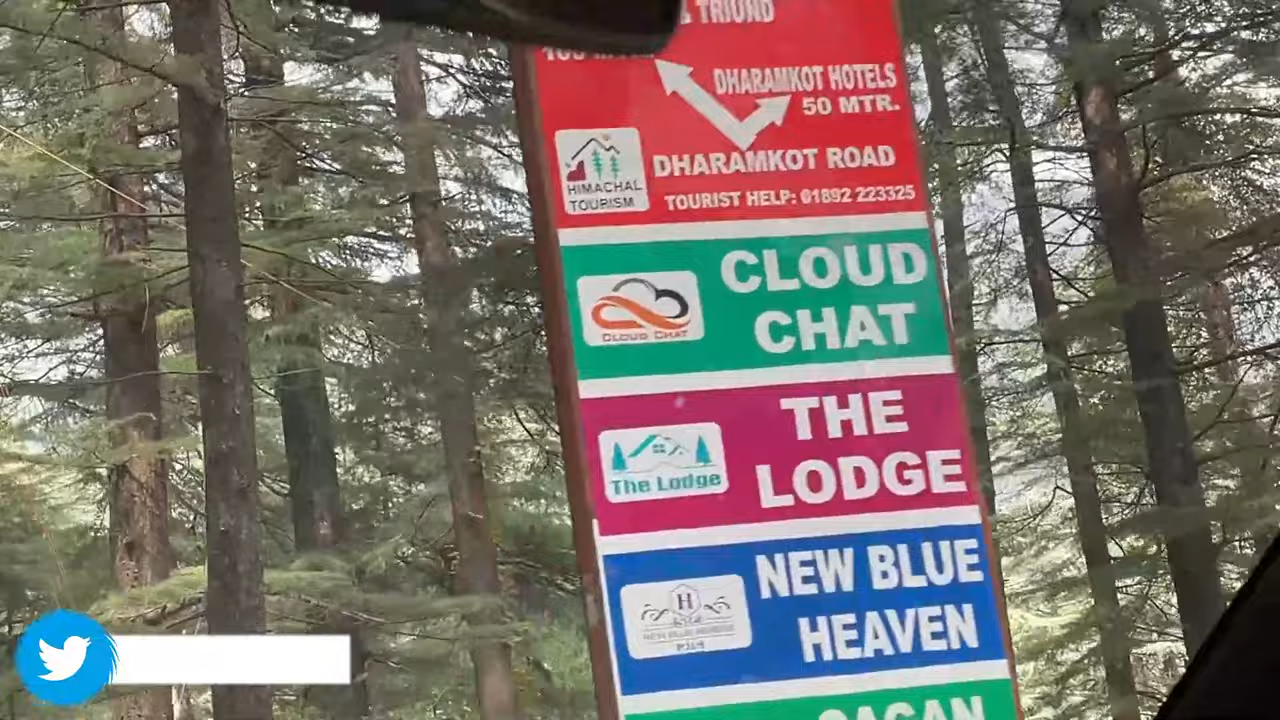 TRIUND
DHARAMKOT HOTELS
50 MTR.
DHARAMKOT ROAD
TOURIST HELP: 01892 223325
HIMACHAL
TOURISM
CLOUD
CHAT
CLOUD CHAT
THE
LODGE
The Lodge
NEW BLUE
HEAVEN
H